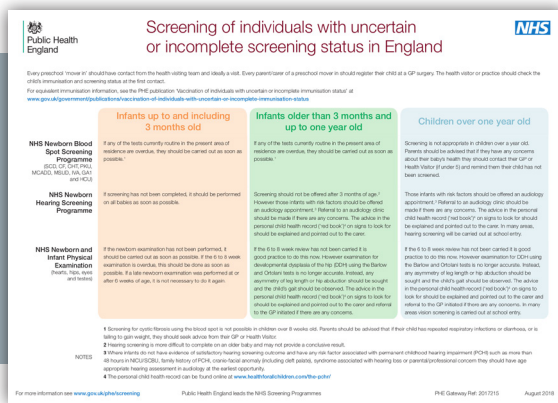 Public Health
England
Screening of individuals with uncertain
or incomplete screening status in England
NHS
Every preschool 'mover in' should have contact from the health visiting team and ideally a visit. Every parent/carer of a preschool mover in should register their child at a GP surgery. The health visitor or practice should check the
child's immunisation and screening status at the first contact.
For equivalent immunisation information, see the PHE publication 'Vaccination of individuals with uncertain or incomplete immunisation status' at
www.gov.uk/government/publications/vaccination-of-individuals-with-uncertain-or-incomplete-immunisation-status
Infants up to and including
3 months old
Infants older than 3 months and
up to one year old
Children over one year old
NHS Newborn Blood
Spot Screening
Programme
(SCD, CF, CHT, PKU,
MCADD, MSUD, IVA, GA1
and HCU)
If any of the tests currently routine in the present area of
residence are overdue, they should be carried out as soon as
possible.¹
If any of the tests currently routine in the present area of
residence are overdue, they should be carried out as soon as
possible.¹
Screening is not appropriate in children over a year old.
Parents should be advised that if they have any concerns
about their baby's health they should contact their GP or
Health Visitor (if under 5) and remind them their child has not
been screened.
NHS Newborn
Hearing Screening
Programme
If screening has not been completed, it should be performed
on all babies as soon as possible.
Screening should not be offered after 3 months of age.²
However those infants with risk factors should be offered
an audiology appointment.³ Referral to an audiology clinic
should be made if there are any concerns. The advice in the
personal child health record ('red book')⁴ on signs to look for
should be explained and pointed out to the carer.
Those infants with risk factors should be offered an audiology
appointment.³ Referral to an audiology clinic should be
made if there are any concerns. The advice in the personal
child health record ('red book')⁴ on signs to look for should
be explained and pointed out to the carer. In many areas,
hearing screening will be carried out at school entry.
NHS Newborn and
Infant Physical
Examination
(hearts, hips, eyes
and testes)
If the newborn examination has not been performed, it
should be carried out as soon as possible. If the 6 to 8 week
examination is overdue, this should be done as soon as
possible. If a late newborn examination was performed at or
after 6 weeks of age, it is not necessary to do it again.
If the 6 to 8 week review has not been carried it is
good practice to do this now. However examination for
developmental dysplasia of the hip (DDH) using the Barlow
and Ortolani tests is no longer accurate. Instead, any
asymmetry of leg length or hip abduction should be sought
and the child's gait should be observed. The advice in the
personal child health record ('red book')⁴ on signs to look for
should be explained and pointed out to the carer and referral
to the GP initiated if there are any concerns.
If the 6 to 8 week review has not been carried it is good
practice to do this now. However examination for DDH using
the Barlow and Ortolani tests is no longer accurate. Instead,
any asymmetry of leg length or hip abduction should be
sought and the child's gait should be observed. The advice in
the personal child health record ('red book')⁴ on signs to look
for should be explained and pointed out to the carer and
referral to the GP initiated if there are any concerns. In many
areas vision screening is carried out at school entry.
NOTES
1 Screening for cystic fibrosis using the blood spot is not possible in children over 8 weeks old. Parents should be advised that if their child has repeated respiratory infections or diarrhoea, or is
failing to gain weight, they should seek advice from their GP or Health Visitor.
2 Hearing screening is more difficult to complete on an older baby and may not provide a conclusive result.
3 Where infants do not have evidence of satisfactory hearing screening outcome and have any risk factor associated with permanent childhood hearing impairment (PCHI) such as more than
48 hours in NICU/SCBU, family history of PCHI, cranio-facial anomaly (including cleft palate), syndrome associated with hearing loss or parental/professional concern they should have age
appropriate hearing assessment in audiology at the earliest opportunity.
4 The personal child health record can be found online at www.healthforallchildren.com/the-pchr/
For more information see www.gov.uk/phe/screening
Public Health England leads the NHS Screening Programmes
PHE Gateway Ref: 2017215
August 2018